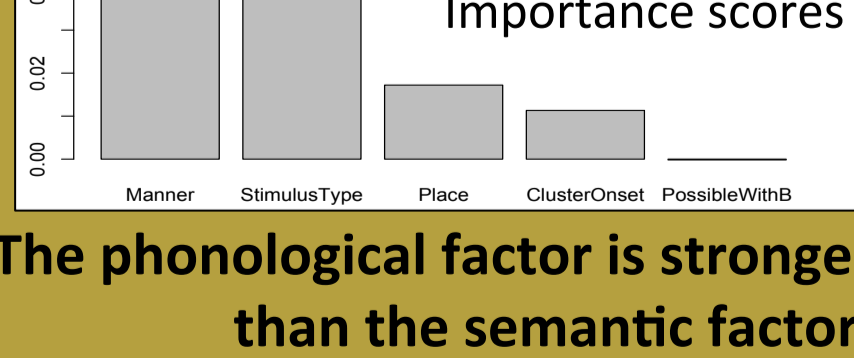 Importance scores
0.02
0.00
Manner StimulusType Place ClusterOnset PossibleWithB
The phonological factor is stronge
than the semantic factor